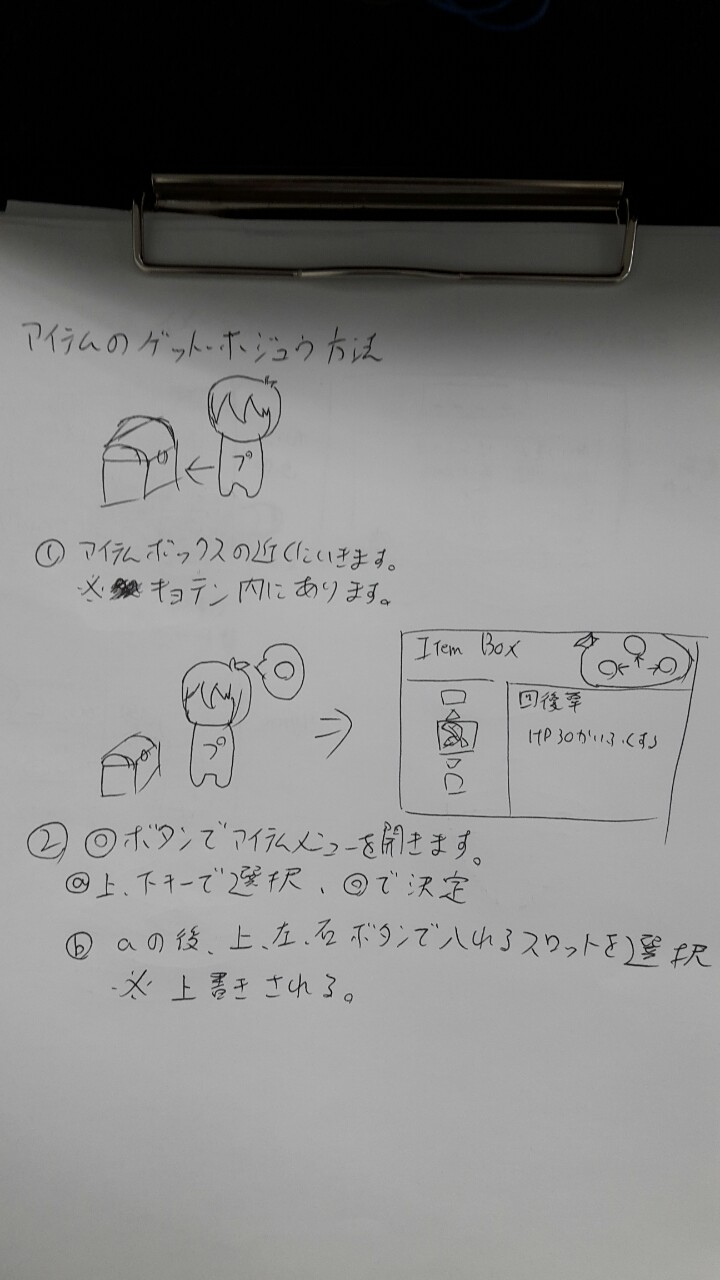 アイテムのゲット・ホジュウ方法
プ
① アイテムボックスの近くにいきます。
※ キョテン内にあります。
○
プ
Item Box
回後薬
HP30かいふくする
② ◎ボタンでアイテムメニューを開きます。
ⓐ上、下キーで選択、◎で決定
ⓑ aの後、上、左、右ボタンで入れるスロットを選択
※ 上書きされる。